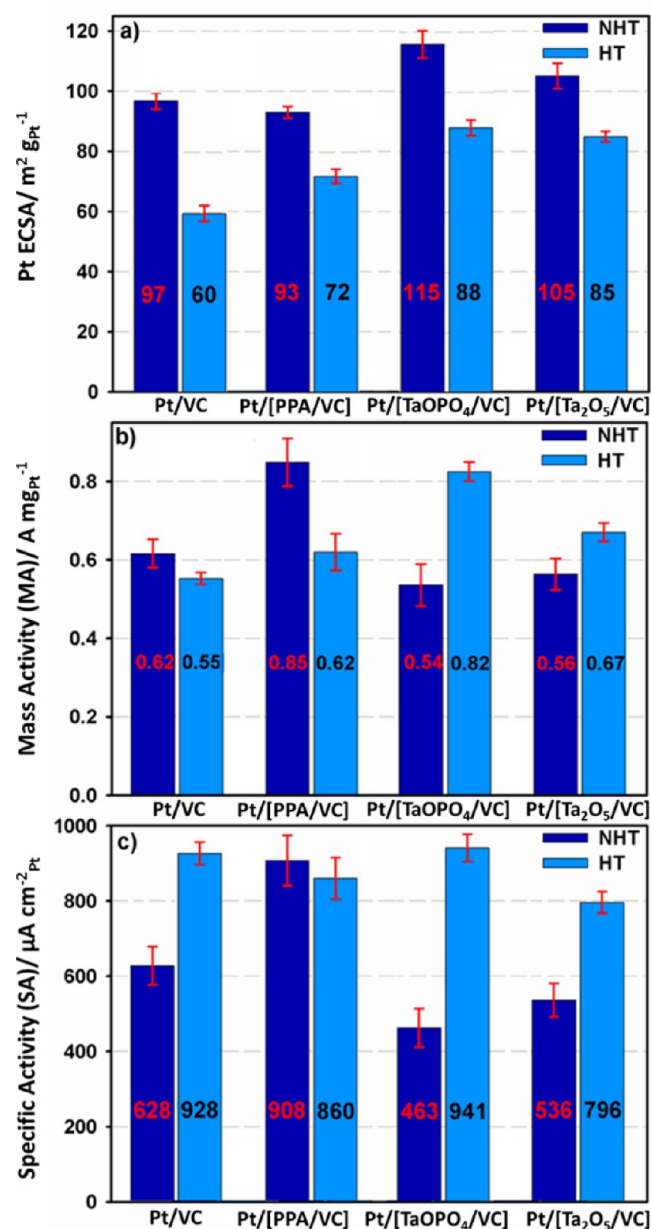 a)
NHT
HT
Pt ECSA/ m² gPt⁻¹
120
100
80
60
40
20
0
97 60 93 72 115 88 105 85
Pt/VC Pt/[PPA/VC] Pt/[TaOPO₄/VC] Pt/[Ta₂O₅/VC]
b)
NHT
HT
Mass Activity (MA)/ A mgPt⁻¹
0.8
0.6
0.4
0.2
0.0
0.62 0.55 0.85 0.62 0.54 0.82 0.56 0.67
Pt/VC Pt/[PPA/VC] Pt/[TaOPO₄/VC] Pt/[Ta₂O₅/VC]
c)
NHT
HT
Specific Activity (SA)/ µA cm⁻²Pt
1000
800
600
400
200
0
628 928 908 860 463 941 536 796
Pt/VC Pt/[PPA/VC] Pt/[TaOPO₄/VC] Pt/[Ta₂O₅/VC]